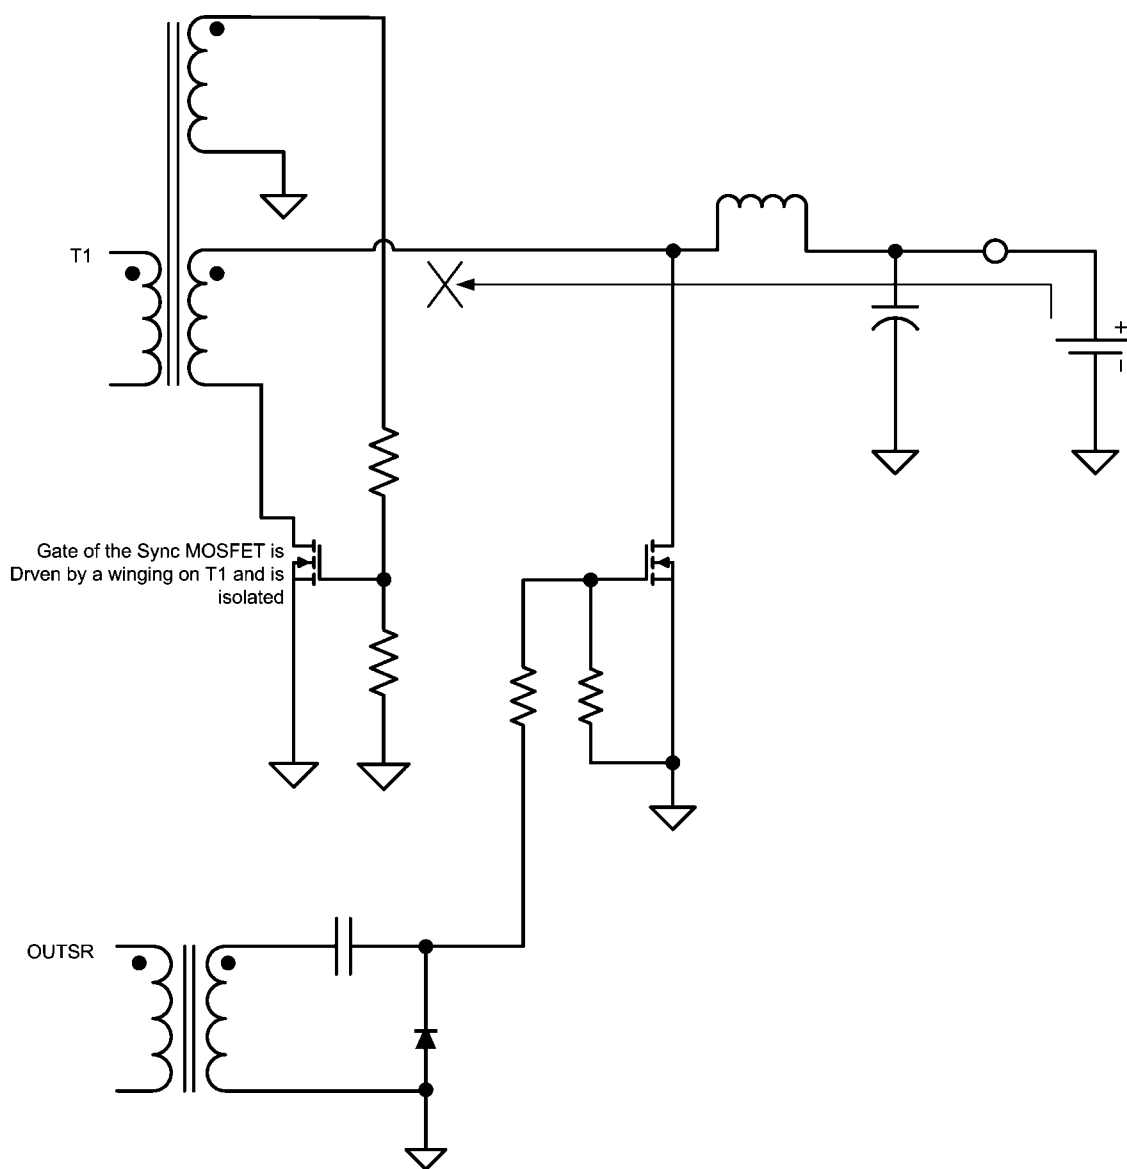 T1
+
–
Gate of the Sync MOSFET is
Drven by a winging on T1 and is
isolated
OUTSR